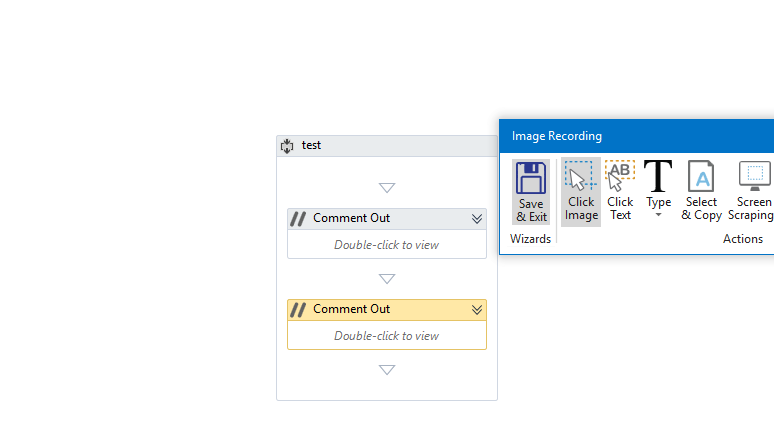 test
Comment Out
Double-click to view
Comment Out
Double-click to view
Image Recording
Save
& Exit
Click
Image
AB
Click
Text
T
Type
A
Select
& Copy
Screen
Scraping
Wizards
Actions